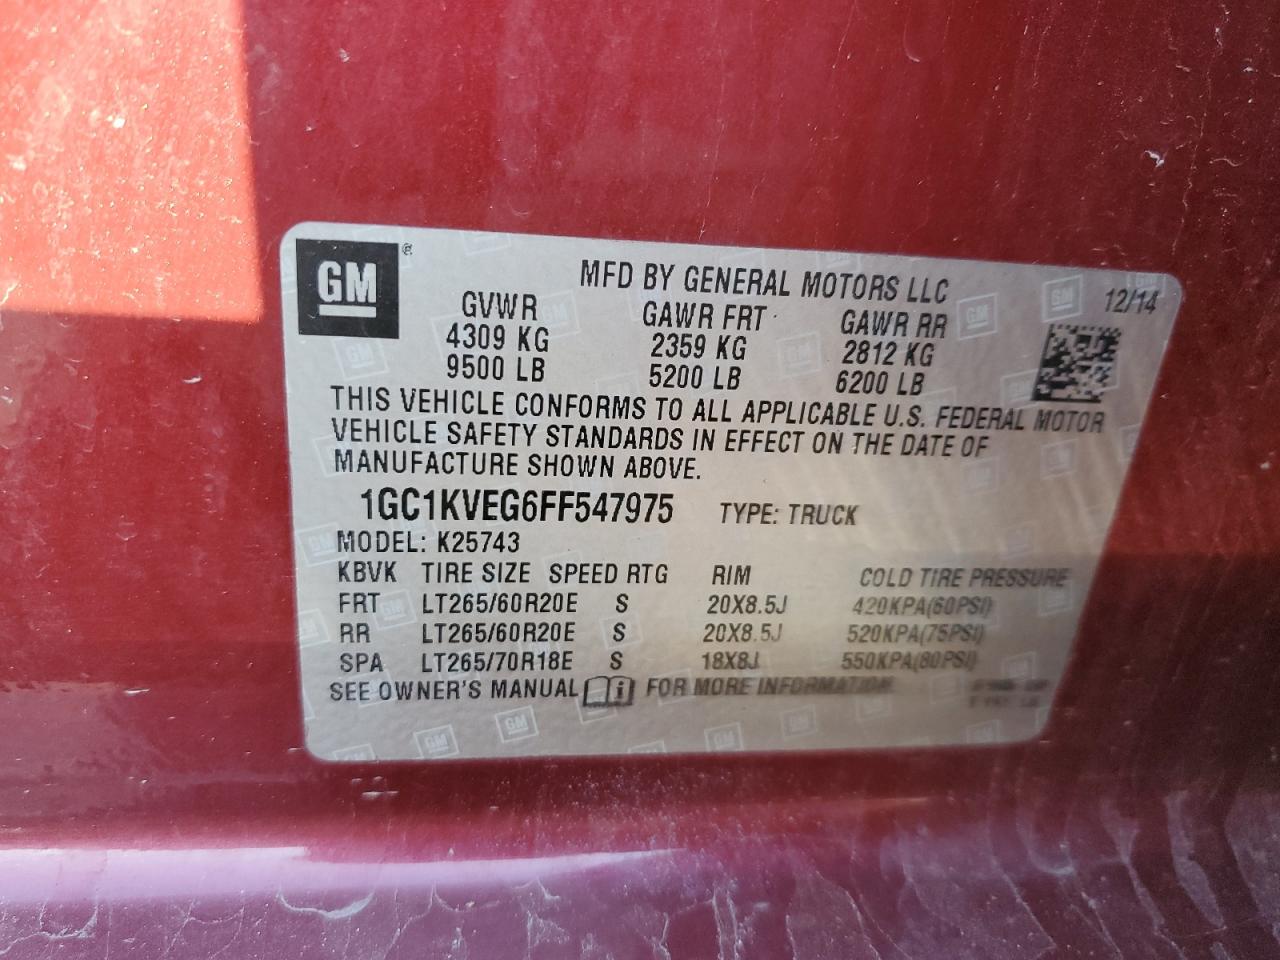 GM ®
MFD BY GENERAL MOTORS LLC 12/14
GVWR GAWR FRT GAWR RR
4309 KG 2359 KG 2812 KG
9500 LB 5200 LB 6200 LB
THIS VEHICLE CONFORMS TO ALL APPLICABLE U.S. FEDERAL MOTOR
VEHICLE SAFETY STANDARDS IN EFFECT ON THE DATE OF
MANUFACTURE SHOWN ABOVE.
1GC1KVEG6FF547975 TYPE: TRUCK
MODEL: K25743
KBVK TIRE SIZE SPEED RTG RIM COLD TIRE PRESSURE
FRT LT265/60R20E S 20X8.5J 420KPA(60PSI)
RR LT265/60R20E S 20X8.5J 520KPA(75PSI)
SPA LT265/70R18E S 18X8J 550KPA(80PSI)
SEE OWNER'S MANUAL FOR MORE INFORMATION